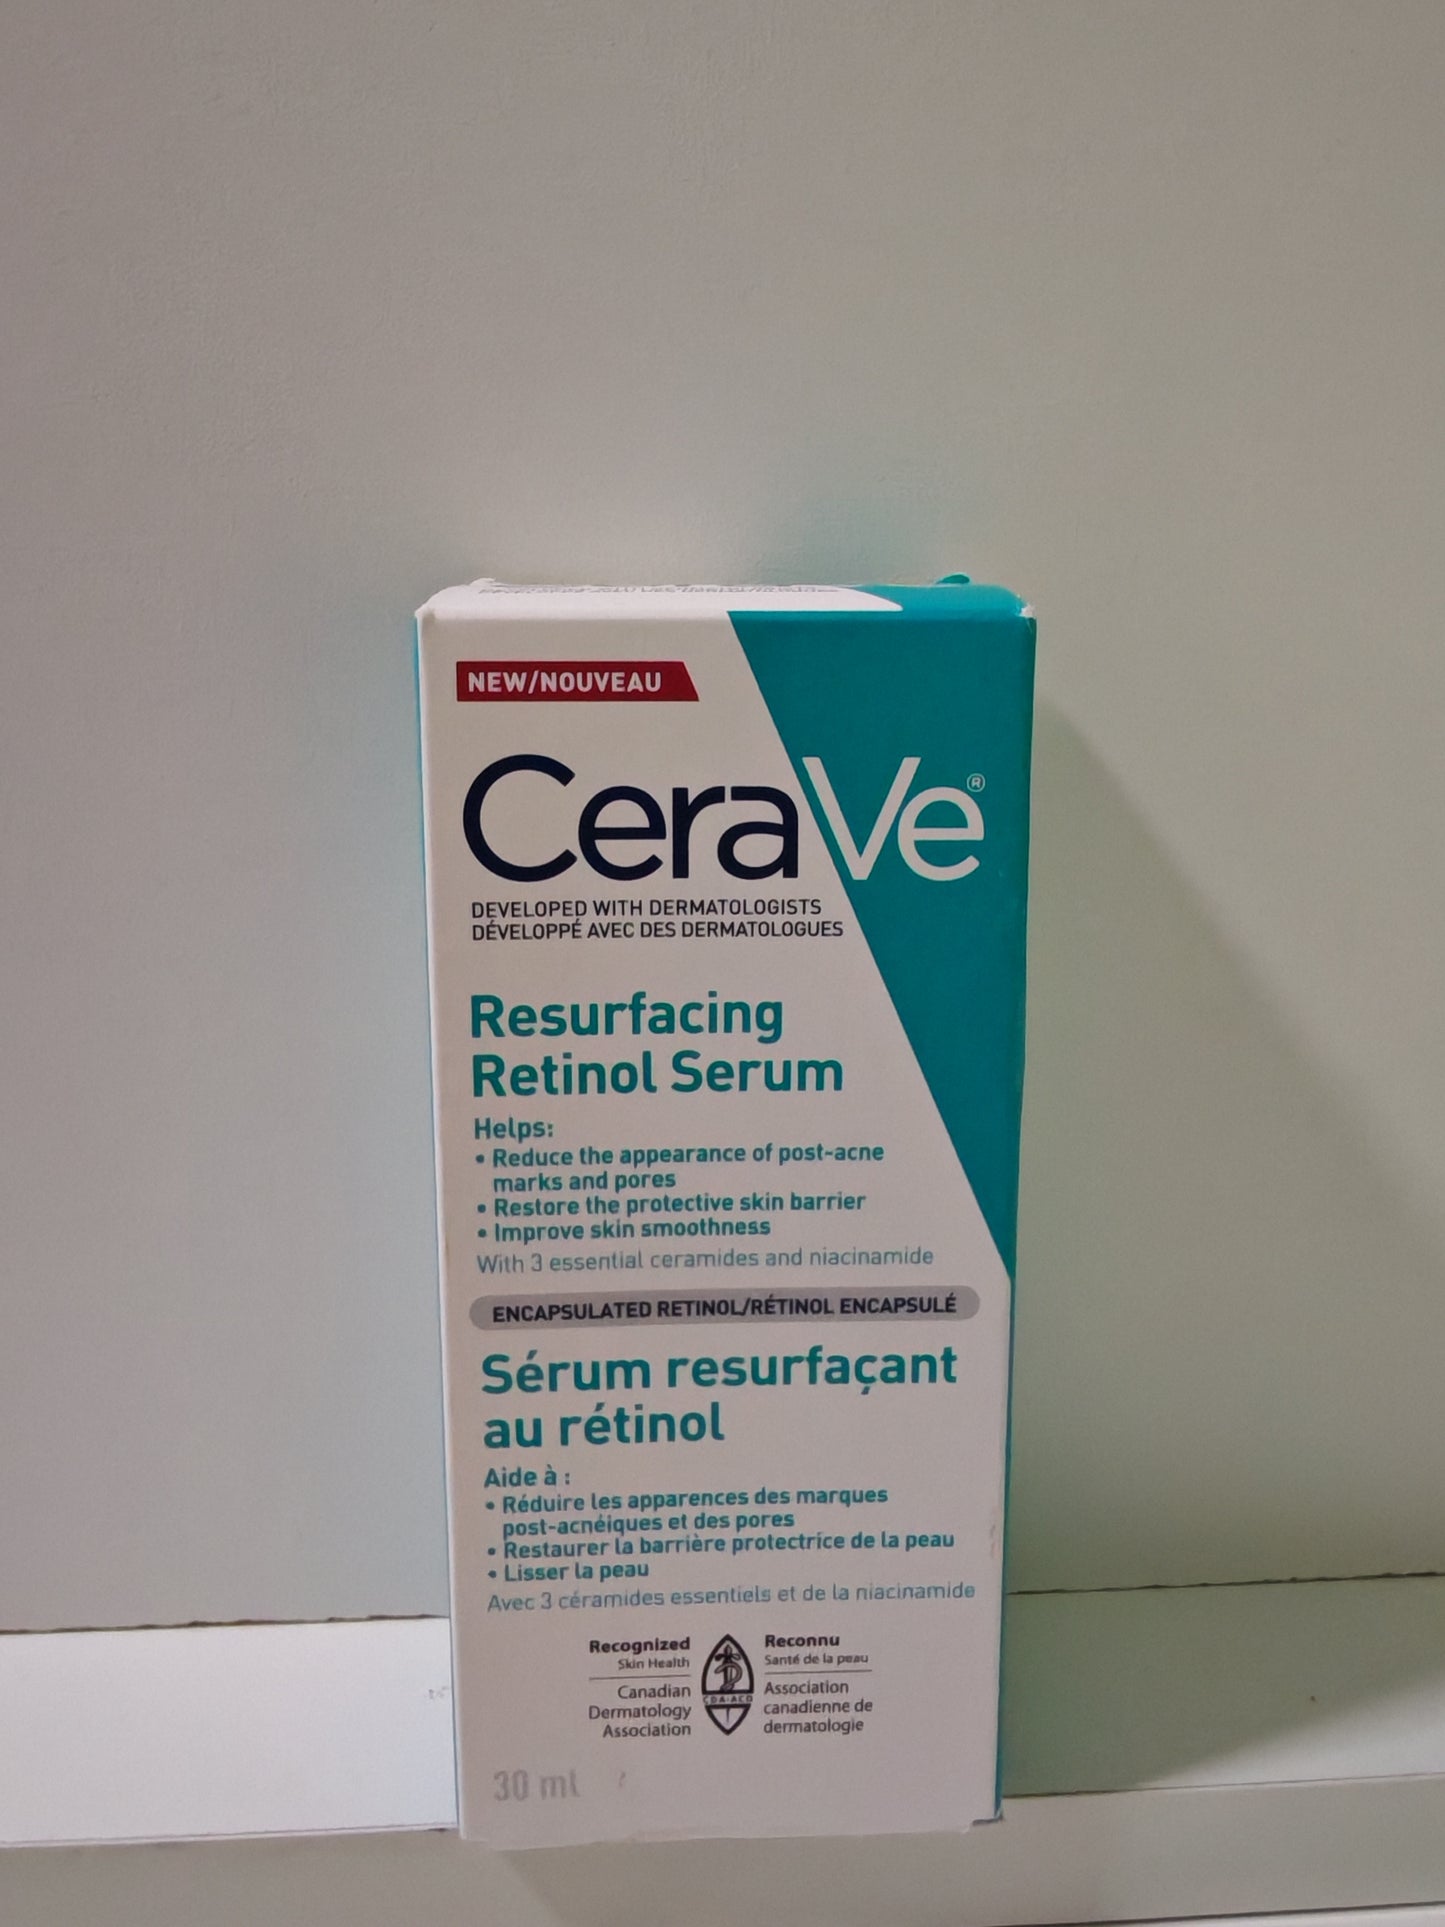 NEW/NOUVEAU
CeraVe®
DEVELOPED WITH DERMATOLOGISTS
DÉVELOPPÉ AVEC DES DERMATOLOGUES
Resurfacing
Retinol Serum
Helps:
• Reduce the appearance of post-acne
marks and pores
• Restore the protective skin barrier
• Improve skin smoothness
With 3 essential ceramides and niacinamide
ENCAPSULATED RETINOL/RÉTINOL ENCAPSULÉ
Sérum resurfaçant
au rétinol
Aide à :
• Réduire les apparences des marques
post-acnéiques et des pores
• Restaurer la barrière protectrice de la peau
• Lisser la peau
Avec 3 céramides essentiels et de la niacinamide
Recognized
Skin Health
Canadian
Dermatology
Association
CDA-ACD
Reconnu
Santé de la peau
Association
canadienne de
dermatologie
30 ml